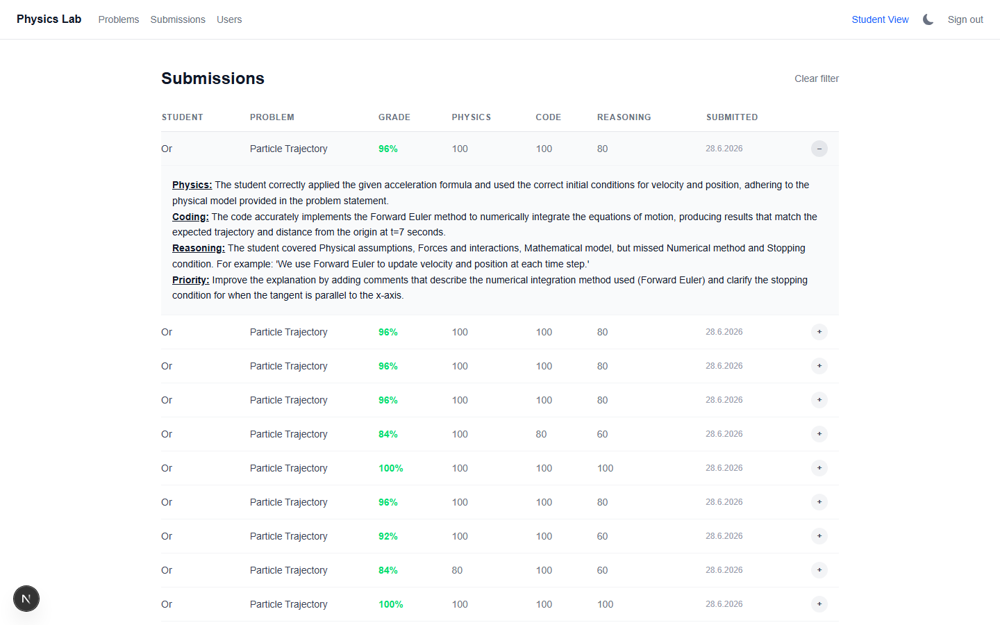 Physics Lab Problems Submissions Users Student View Sign out
Submissions Clear filter
STUDENT PROBLEM GRADE PHYSICS CODE REASONING SUBMITTED
Or Particle Trajectory 96% 100 100 80 28.6.2026 −
Physics: The student correctly applied the given acceleration formula and used the correct initial conditions for velocity and position, adhering to the
physical model provided in the problem statement.
Coding: The code accurately implements the Forward Euler method to numerically integrate the equations of motion, producing results that match the
expected trajectory and distance from the origin at t=7 seconds.
Reasoning: The student covered Physical assumptions, Forces and interactions, Mathematical model, but missed Numerical method and Stopping
condition. For example: 'We use Forward Euler to update velocity and position at each time step.'
Priority: Improve the explanation by adding comments that describe the numerical integration method used (Forward Euler) and clarify the stopping
condition for when the tangent is parallel to the x-axis.
Or Particle Trajectory 96% 100 100 80 28.6.2026 +
Or Particle Trajectory 96% 100 100 80 28.6.2026 +
Or Particle Trajectory 96% 100 100 80 28.6.2026 +
Or Particle Trajectory 84% 100 80 60 28.6.2026 +
Or Particle Trajectory 100% 100 100 100 28.6.2026 +
Or Particle Trajectory 96% 100 100 80 28.6.2026 +
Or Particle Trajectory 92% 100 100 60 28.6.2026 +
Or Particle Trajectory 84% 80 100 60 28.6.2026 +
Or Particle Trajectory 100% 100 100 100 28.6.2026 +
N